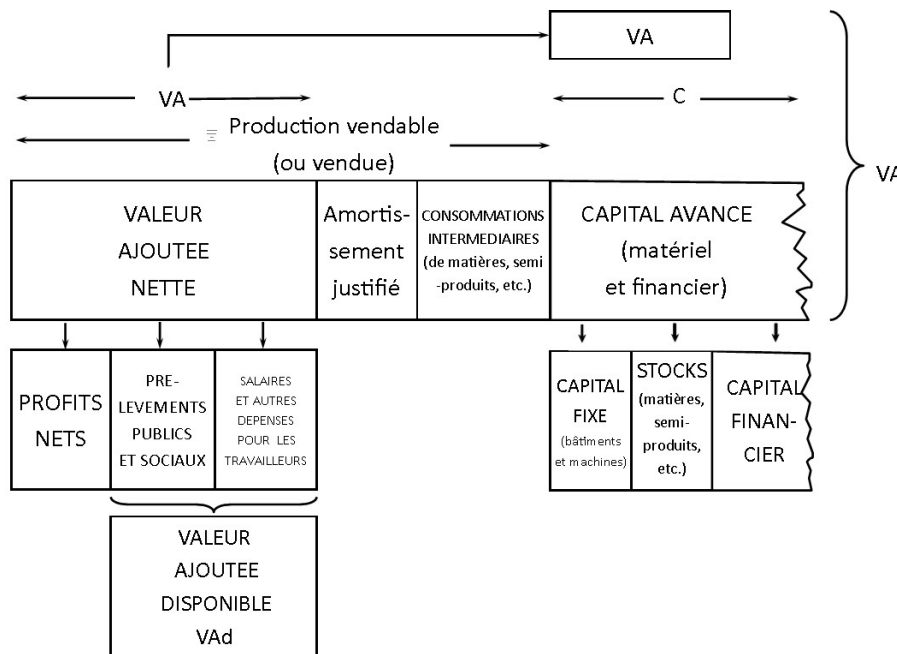 VA
VA
C
Production vendable
(ou vendue)
VA
VALEUR
AJOUTEE
NETTE
Amortis-
sement
justifié
CONSOMMATIONS
INTERMEDIAIRES
(de matières, semi
-produits, etc.)
CAPITAL AVANCE
(matériel
et financier)
PROFITS
NETS
PRE-
LEVEMENTS
PUBLICS
ET SOCIAUX
SALAIRES
ET AUTRES
DEPENSES
POUR LES
TRAVAILLEURS
CAPITAL
FIXE
(bâtiments
et machines)
STOCKS
(matières,
semi-
produits,
etc.)
CAPITAL
FINAN-
CIER
VALEUR
AJOUTEE
DISPONIBLE
VAd